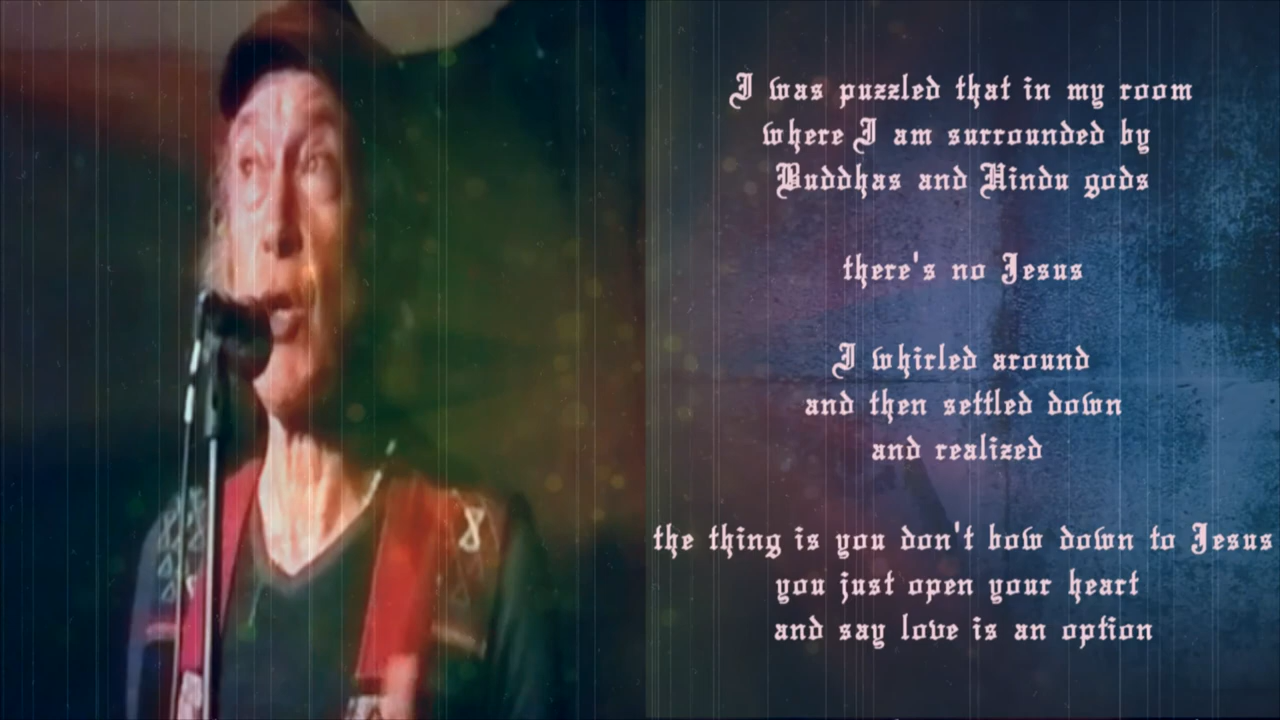 I was puzzled that in my room
where I am surrounded by
Buddhas and Hindu gods
there's no Jesus
I whirled around
and then settled down
and realized
the thing is you don't bow down to Jesus
you just open your heart
and say love is an option